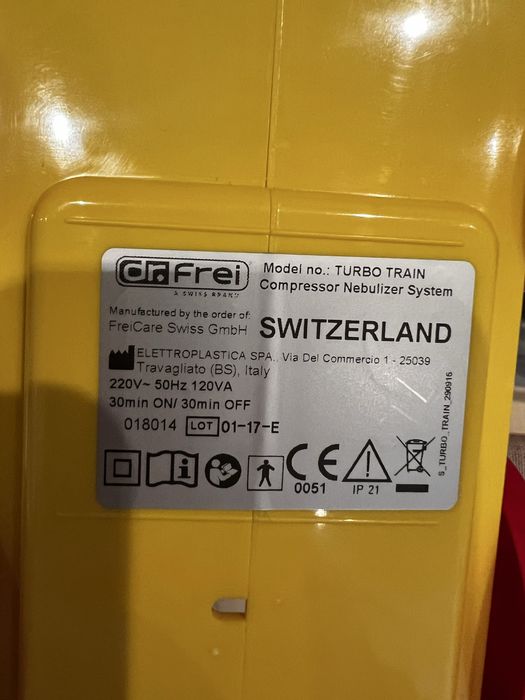 dr.Frei
A SWISS BRAND
Model no.: TURBO TRAIN
Compressor Nebulizer System
Manufactured by the order of:
FreiCare Swiss GmbH
SWITZERLAND
ELETTROPLASTICA SPA., Via Del Commercio 1 - 25039
Travagliato (BS), Italy
220V~ 50Hz 120VA
30min ON/ 30min OFF
018014 LOT 01-17-E
i
CE
0051
IP 21
S_TURBO_TRAIN_290915